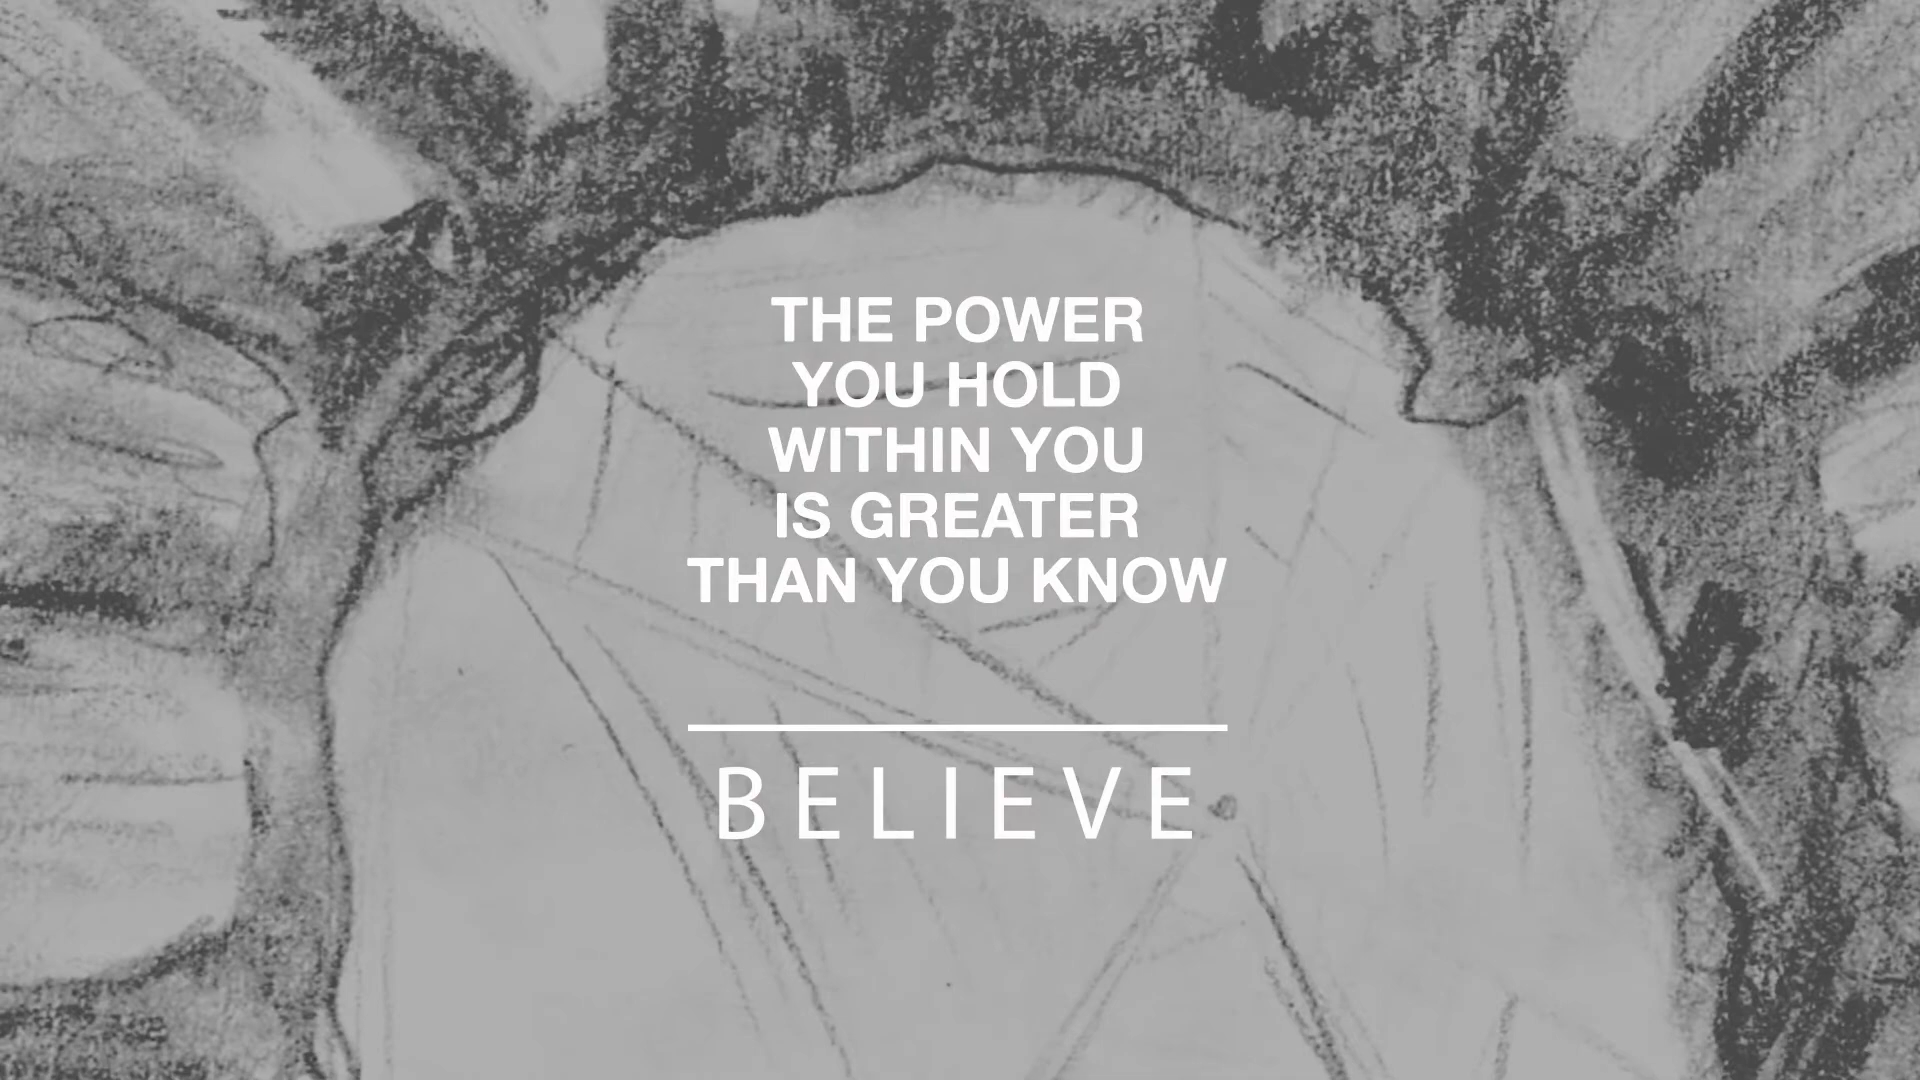 THE POWER
YOU HOLD
WITHIN YOU
IS GREATER
THAN YOU KNOW
BELIEVE